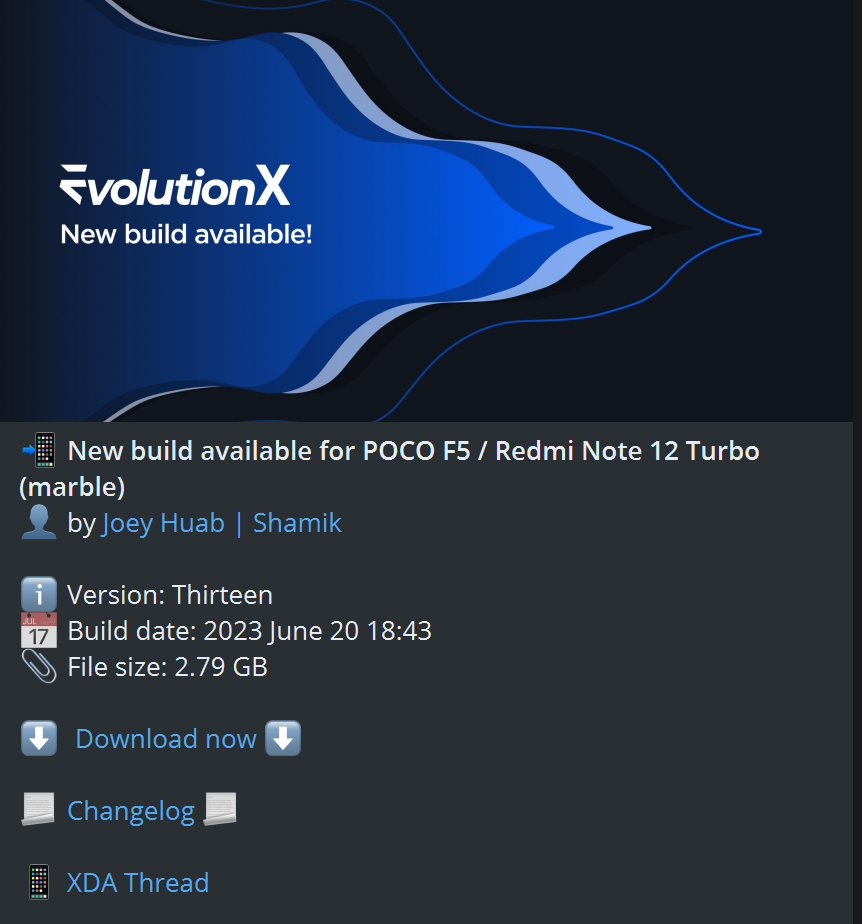 EvolutionX
New build available!
New build available for POCO F5 / Redmi Note 12 Turbo
(marble)
by Joey Huab | Shamik
Version: Thirteen
Build date: 2023 June 20 18:43
File size: 2.79 GB
Download now
Changelog
XDA Thread